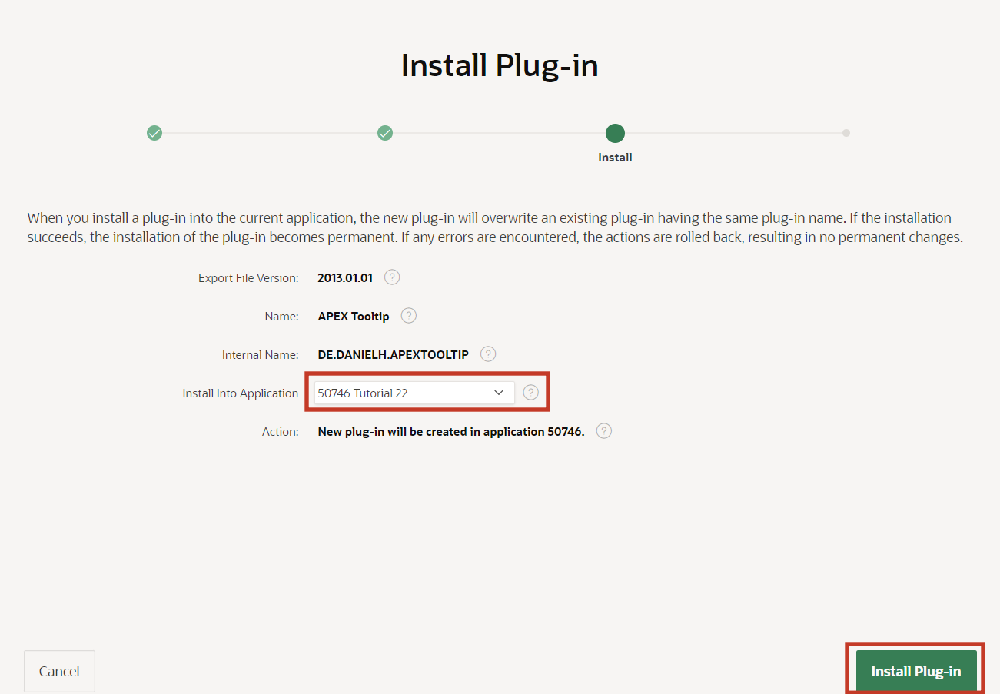 Install Plug-in
Install
When you install a plug-in into the current application, the new plug-in will overwrite an existing plug-in having the same plug-in name. If the installation
succeeds, the installation of the plug-in becomes permanent. If any errors are encountered, the actions are rolled back, resulting in no permanent changes.
Export File Version: 2013.01.01 ?
Name: APEX Tooltip ?
Internal Name: DE.DANIELH.APEXTOOLTIP ?
Install Into Application 50746 Tutorial 22 ?
Action: New plug-in will be created in application 50746. ?
Cancel Install Plug-in